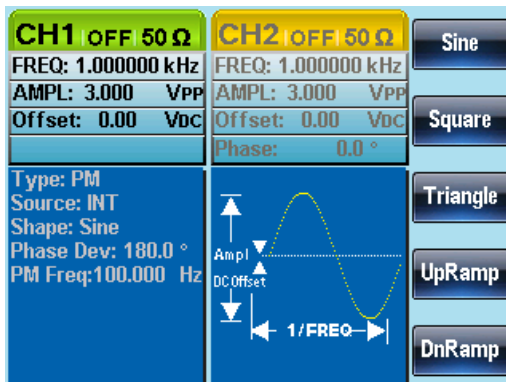 CH1 OFF 50 Ω
FREQ: 1.000000 kHz
AMPL: 3.000 VPP
Offset: 0.00 VDC
CH2 OFF 50 Ω
FREQ: 1.000000 kHz
AMPL: 3.000 VPP
Offset: 0.00 VDC
Phase: 0.0 °
Type: PM
Source: INT
Shape: Sine
Phase Dev: 180.0 °
PM Freq:100.000 Hz
Ampl
DC Offset
1/FREQ
Sine
Square
Triangle
UpRamp
DnRamp